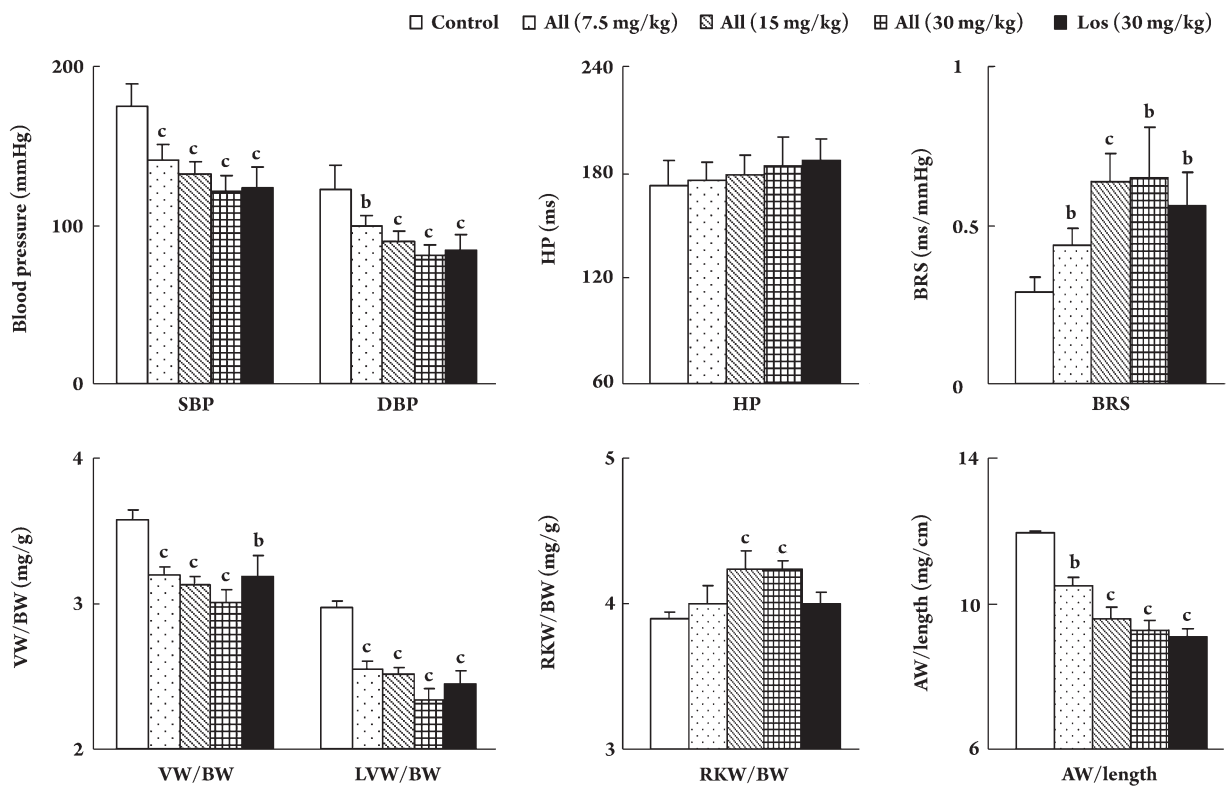 Control All (7.5 mg/kg) All (15 mg/kg) All (30 mg/kg) Los (30 mg/kg)
Blood pressure (mmHg)
200
100
0
c c c c
b c c c
SBP DBP
HP (ms)
240
180
120
60
HP
BRS (ms/mmHg)
1
0.5
0
b c b b
BRS
VW/BW (mg/g)
4
3
2
c c c b
c c c c
VW/BW LVW/BW
RKW/BW (mg/g)
5
4
3
c c
RKW/BW
AW/length (mg/cm)
14
10
6
b c c c
AW/length